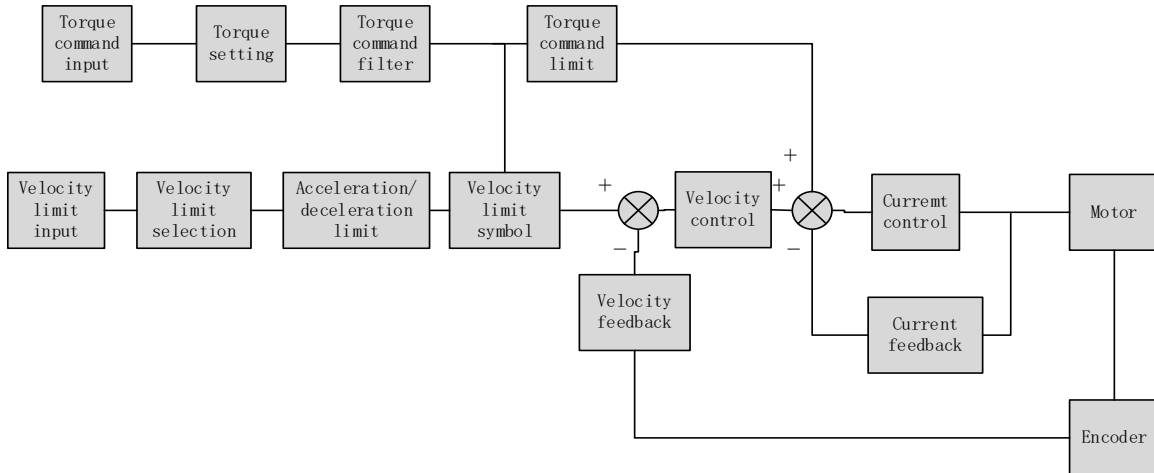 Torque
command
input
Torque
setting
Torque
command
filter
Torque
command
limit
Velocity
limit
input
Velocity
limit
selection
Acceleration/
deceleration
limit
Velocity
limit
symbol
+
−
Velocity
control
+
+
−
Curremt
control
Motor
Velocity
feedback
Current
feedback
Encoder